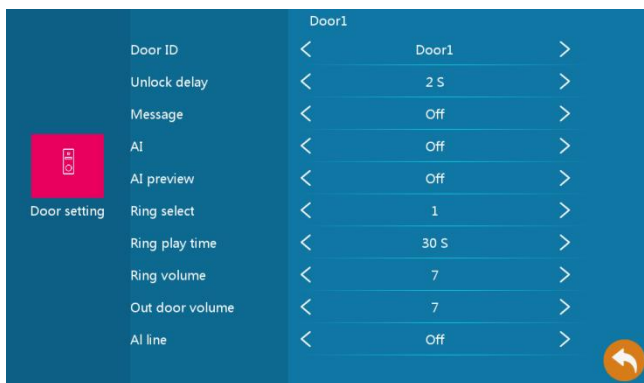 Door1
Door ID < Door1 >
Unlock delay < 2 S >
Message < Off >
AI < Off >
AI preview < Off >
Door setting
Ring select < 1 >
Ring play time < 30 S >
Ring volume < 7 >
Out door volume < 7 >
Al line < Off >